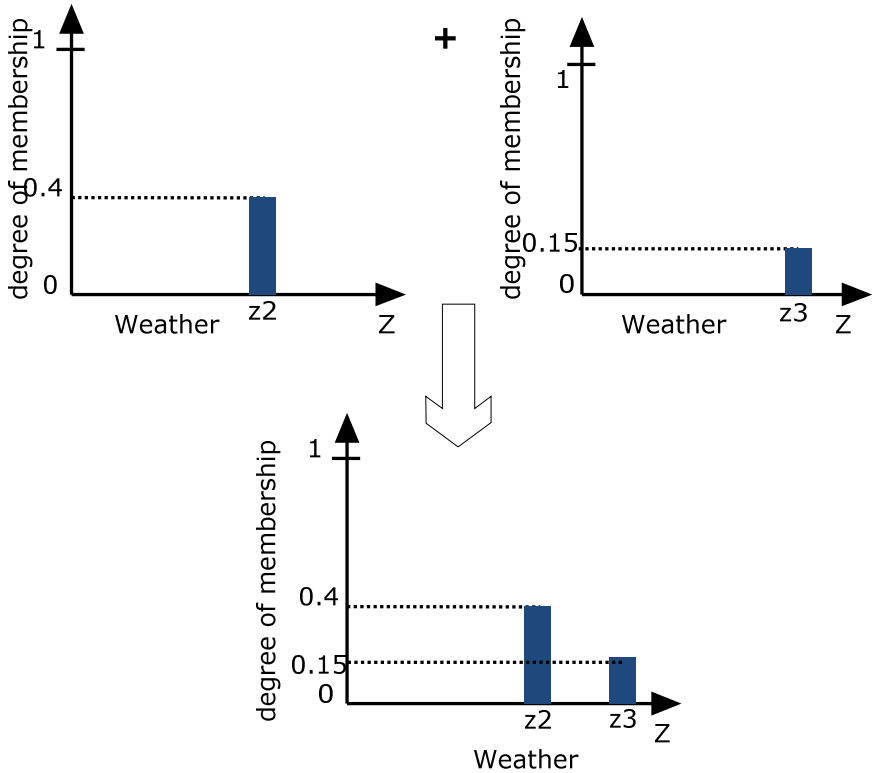 degree of membership
1
0.4
0
Weather
z2
Z
+
degree of membership
1
0.15
0
Weather
z3
Z
degree of membership
1
0.4
0.15
0
z2
z3
Z
Weather